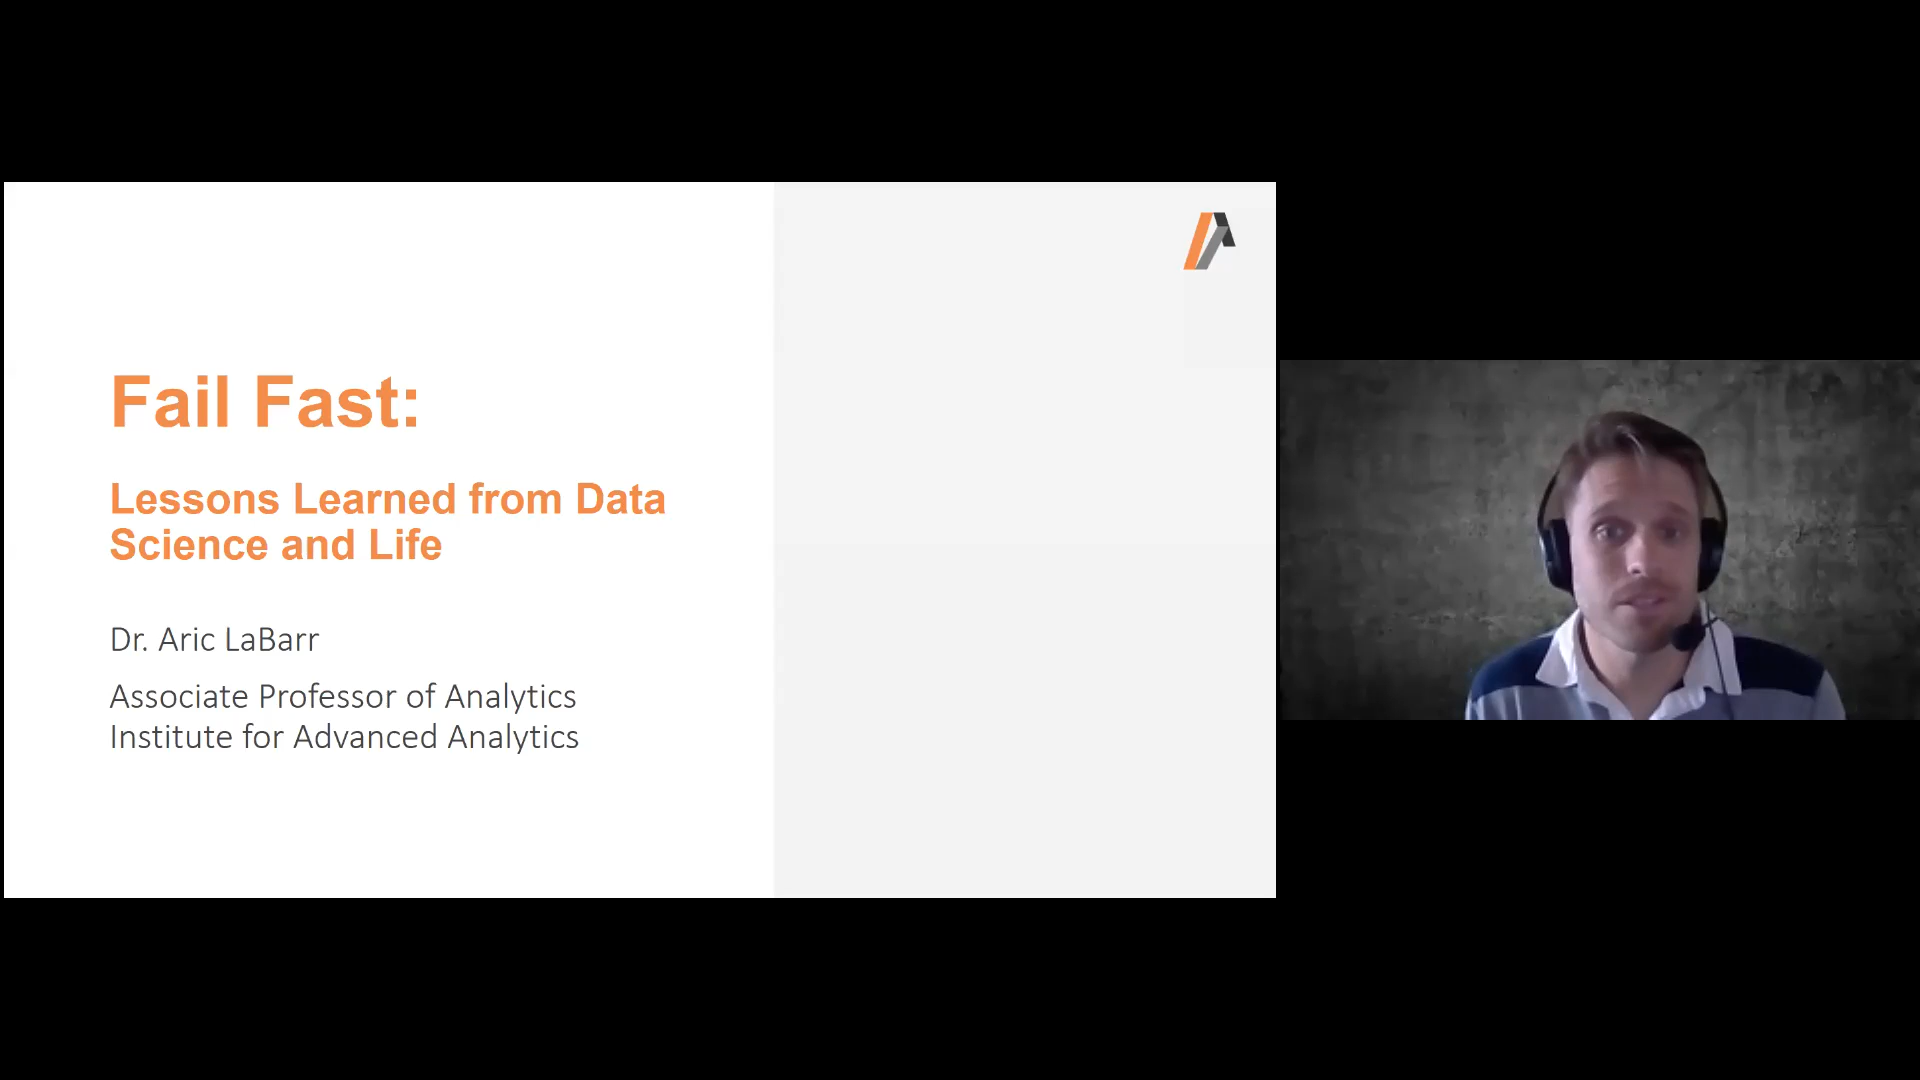 Fail Fast:
Lessons Learned from Data
Science and Life
Dr. Aric LaBarr
Associate Professor of Analytics
Institute for Advanced Analytics